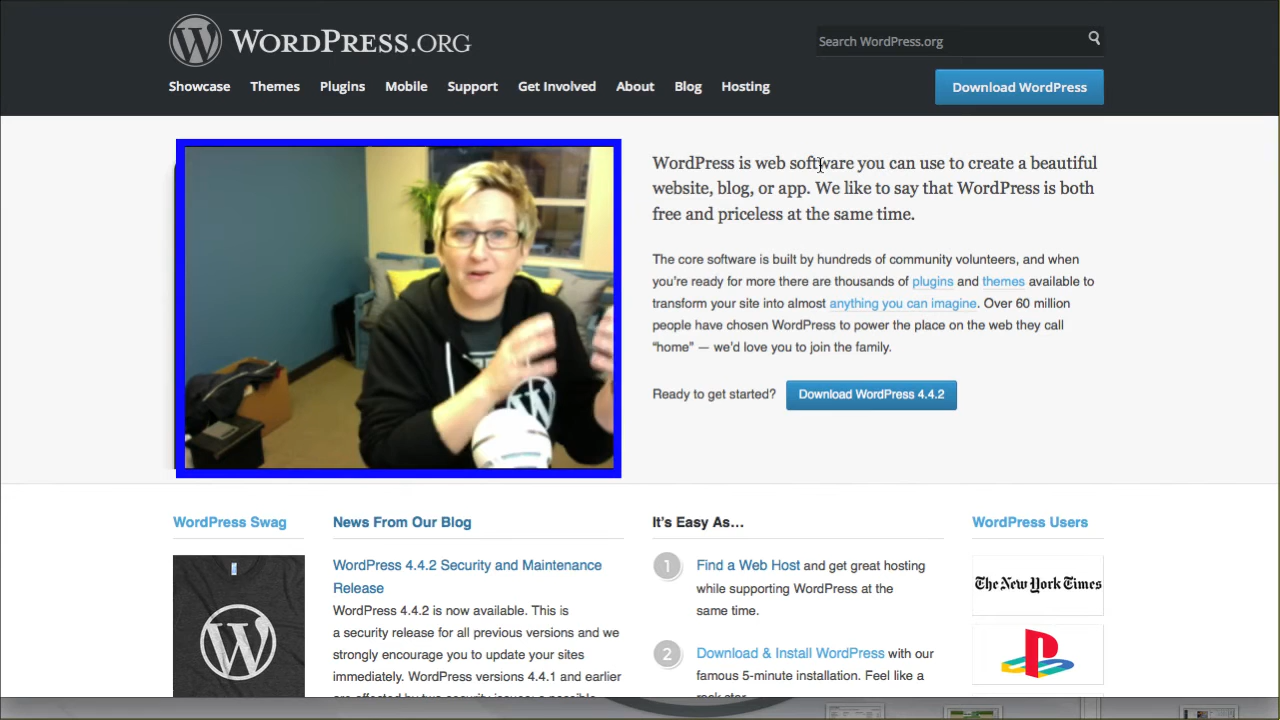 WORDPRESS.ORG
Search WordPress.org
Showcase Themes Plugins Mobile Support Get Involved About Blog Hosting
Download WordPress
WordPress is web software you can use to create a beautiful
website, blog, or app. We like to say that WordPress is both
free and priceless at the same time.
The core software is built by hundreds of community volunteers, and when
you’re ready for more there are thousands of plugins and themes available to
transform your site into almost anything you can imagine. Over 60 million
people have chosen WordPress to power the place on the web they call
“home” — we’d love you to join the family.
Ready to get started? Download WordPress 4.4.2
WordPress Swag
News From Our Blog
WordPress 4.4.2 Security and Maintenance
Release
WordPress 4.4.2 is now available. This is
a security release for all previous versions and we
strongly encourage you to update your sites
immediately. WordPress versions 4.4.1 and earlier
are affected by two security issues: a possible
It’s Easy As…
1 Find a Web Host and get great hosting
while supporting WordPress at the
same time.
2 Download & Install WordPress with our
famous 5-minute installation. Feel like a
rock star.
WordPress Users
The New York Times